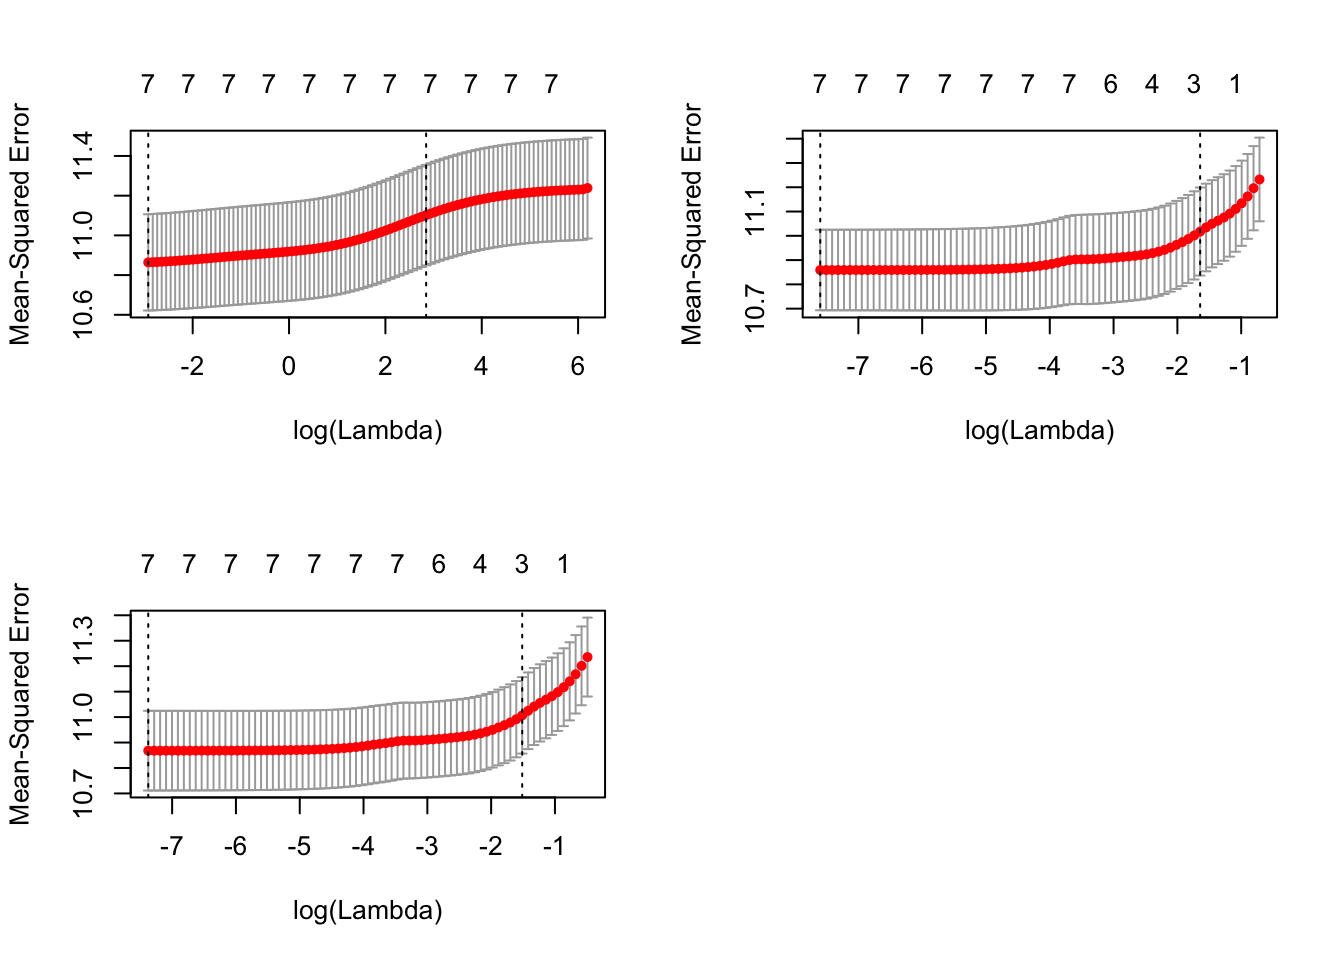 7 7 7 7 7 7 7 7 7 7 7
Mean-Squared Error
10.6 11.0 11.4
-2 0 2 4 6
log(Lambda)
7 7 7 7 7 7 7 6 4 3 1
Mean-Squared Error
10.7 11.1
-7 -6 -5 -4 -3 -2 -1
log(Lambda)
7 7 7 7 7 7 7 6 4 3 1
Mean-Squared Error
10.7 11.0 11.3
-7 -6 -5 -4 -3 -2 -1
log(Lambda)